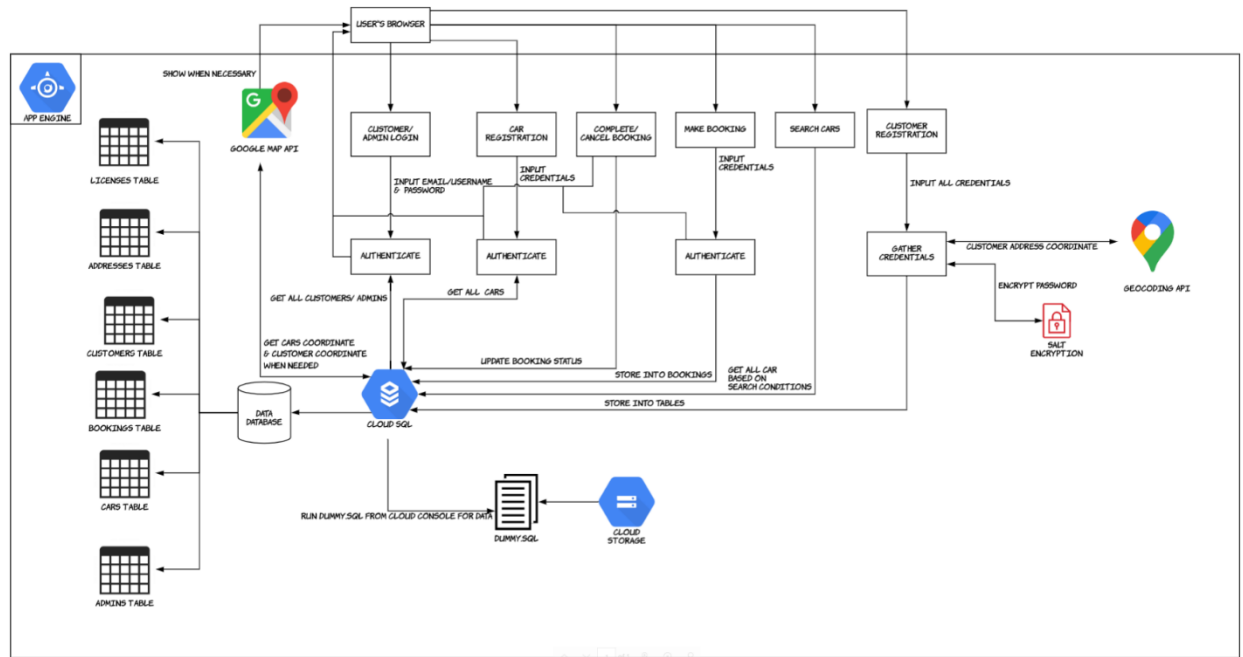 USER'S BROWSER
SHOW WHEN NECESSARY
G
APP ENGINE
GOOGLE MAP API
CUSTOMER/
ADMIN LOGIN
CAR
REGISTRATION
COMPLETE/
CANCEL BOOKING
MAKE BOOKING
SEARCH CARS
CUSTOMER
REGISTRATION
LICENSES TABLE
INPUT EMAIL/USERNAME
& PASSWORD
INPUT
CREDENTIALS
INPUT
CREDENTIALS
INPUT ALL CREDENTIALS
ADDRESSES TABLE
AUTHENTICATE
AUTHENTICATE
AUTHENTICATE
GATHER
CREDENTIALS
CUSTOMER ADDRESS COORDINATE
GEOCODING API
ENCRYPT PASSWORD
SALT
ENCRYPTION
GET ALL CUSTOMERS/ ADMINS
GET ALL CARS
CUSTOMERS TABLE
GET CARS COORDINATE
& CUSTOMER COORDINATE
WHEN NEEDED
UPDATE BOOKING STATUS
STORE INTO BOOKINGS
GET ALL CAR
BASED ON
SEARCH CONDITIONS
STORE INTO TABLES
BOOKINGS TABLE
DATA
DATABASE
CLOUD SQL
CARS TABLE
RUN DUMMY.SQL FROM CLOUD CONSOLE FOR DATA
DUMMY.SQL
CLOUD
STORAGE
ADMINS TABLE